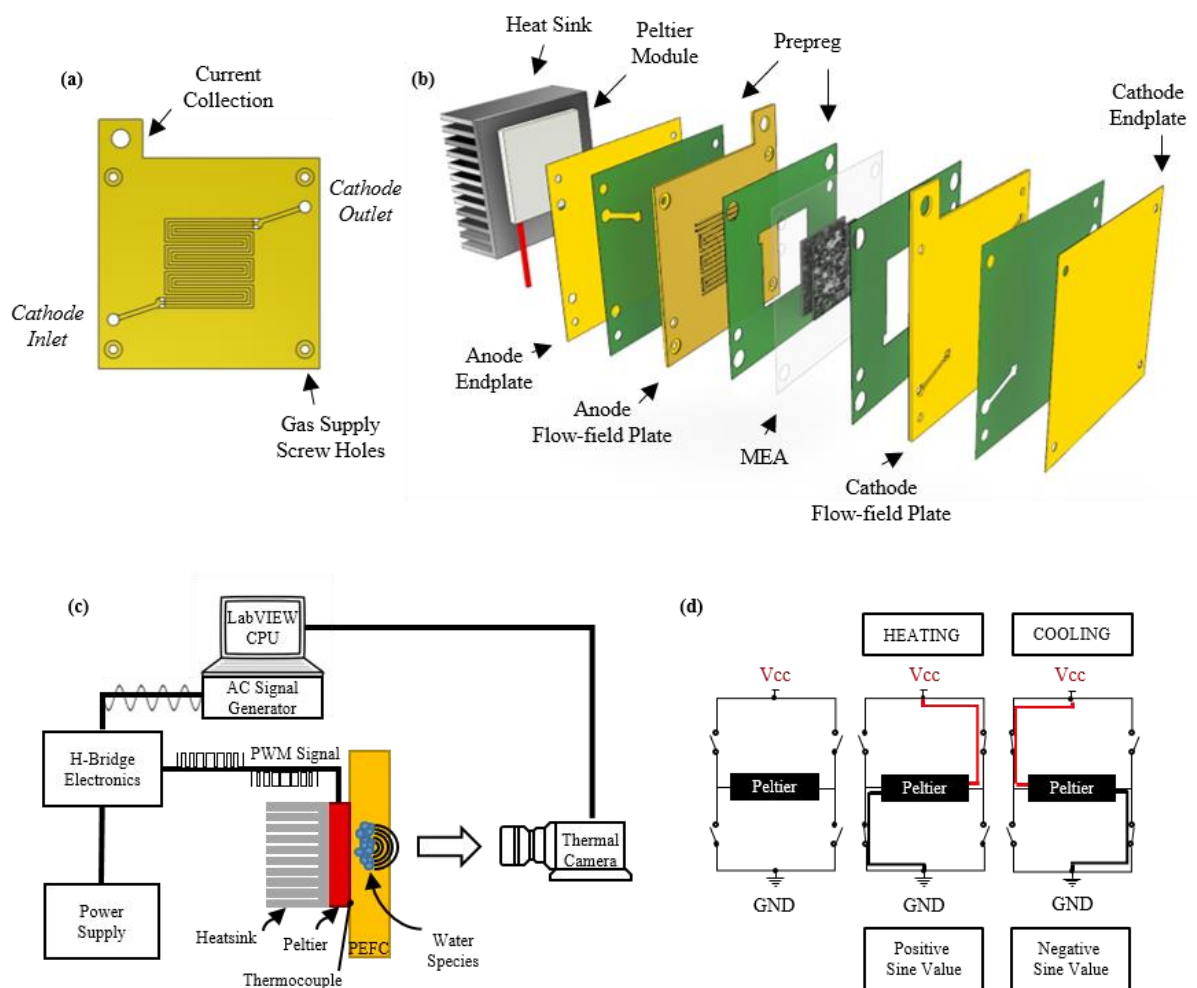 (a)
Current
Collection
Cathode
Outlet
Cathode
Inlet
Gas Supply
Screw Holes
(b)
Heat Sink
Peltier
Module
Prepreg
Cathode
Endplate
Anode
Endplate
Anode
Flow-field Plate
MEA
Cathode
Flow-field Plate
(c)
LabVIEW
CPU
AC Signal
Generator
H-Bridge
Electronics
PWM Signal
Thermal
Camera
Power
Supply
Heatsink
Peltier
Thermocouple
PEFC
Water
Species
(d)
HEATING
COOLING
Vcc
Vcc
Vcc
Peltier
Peltier
Peltier
GND
GND
GND
Positive
Sine Value
Negative
Sine Value